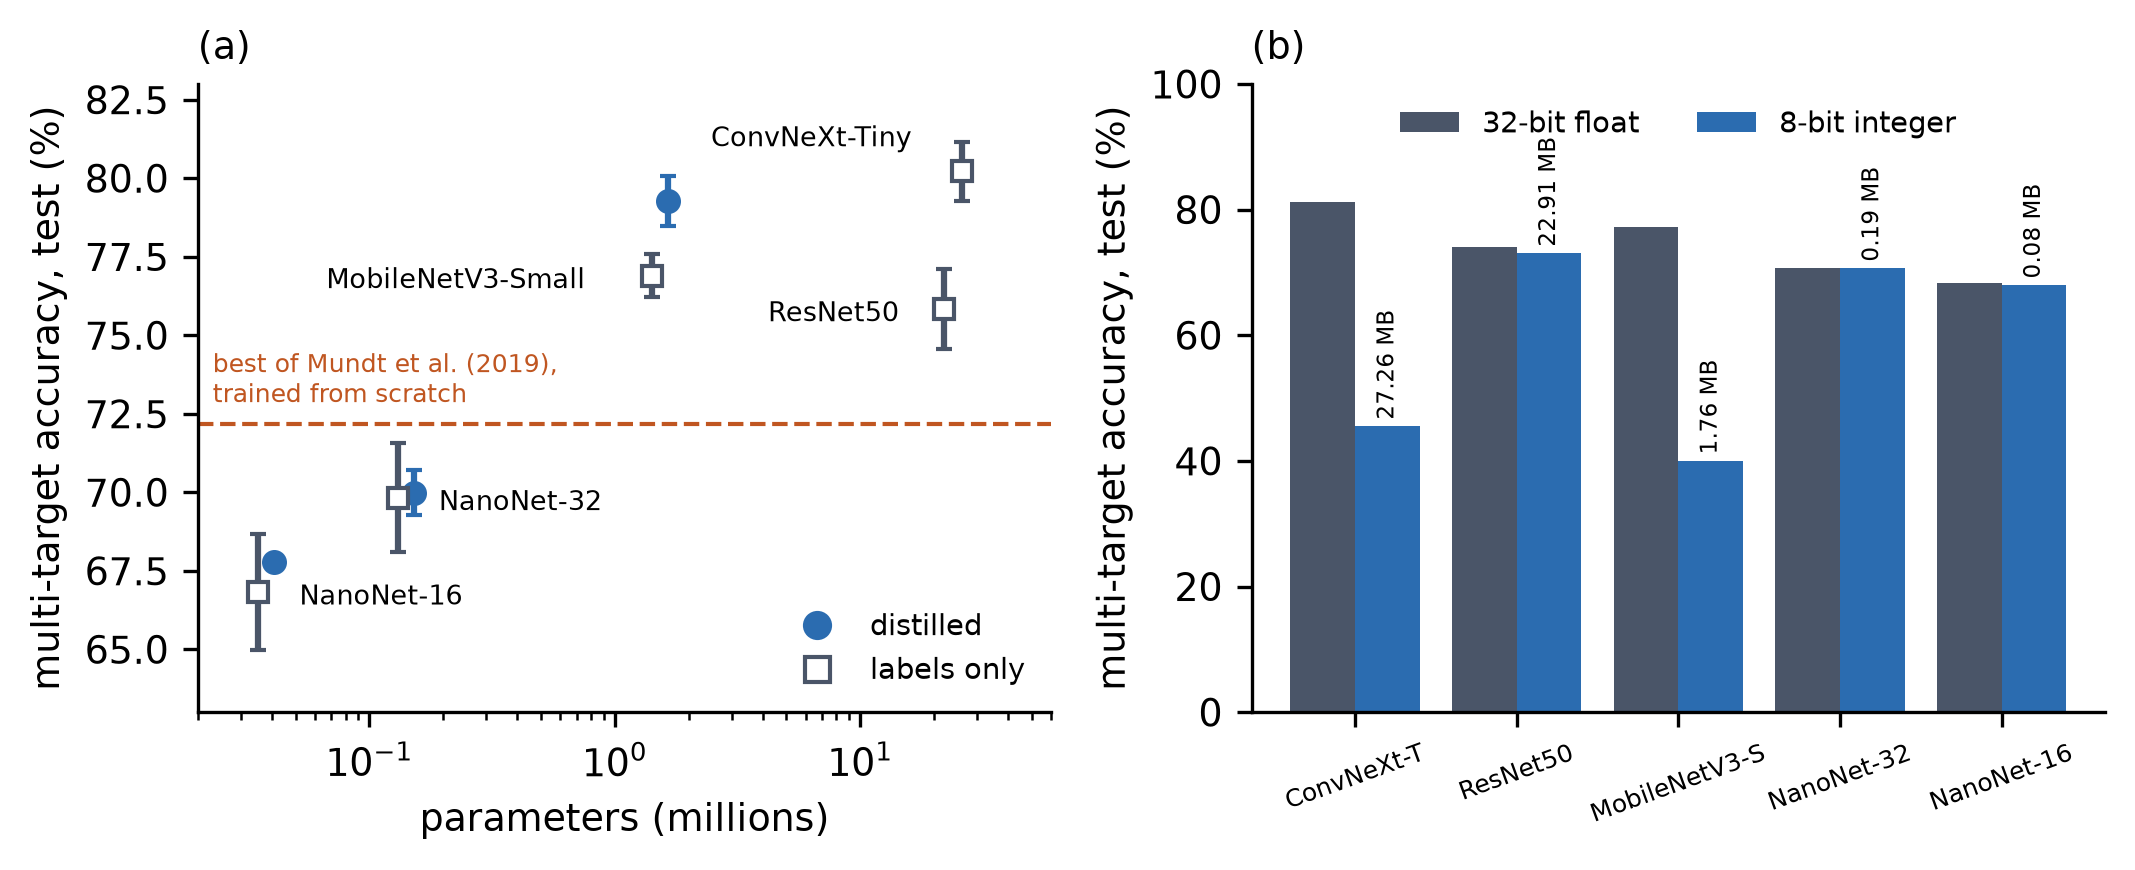 (a)
multi-target accuracy, test (%)
82.5
80.0
77.5
75.0
72.5
70.0
67.5
65.0
ConvNeXt-Tiny
MobileNetV3-Small
ResNet50
best of Mundt et al. (2019),
trained from scratch
NanoNet-32
NanoNet-16
distilled
labels only
10⁻¹
10⁰
10¹
parameters (millions)
(b)
multi-target accuracy, test (%)
100
80
60
40
20
0
32-bit float
8-bit integer
27.26 MB
22.91 MB
1.76 MB
0.19 MB
0.08 MB
ConvNeXt-T
ResNet50
MobileNetV3-S
NanoNet-32
NanoNet-16